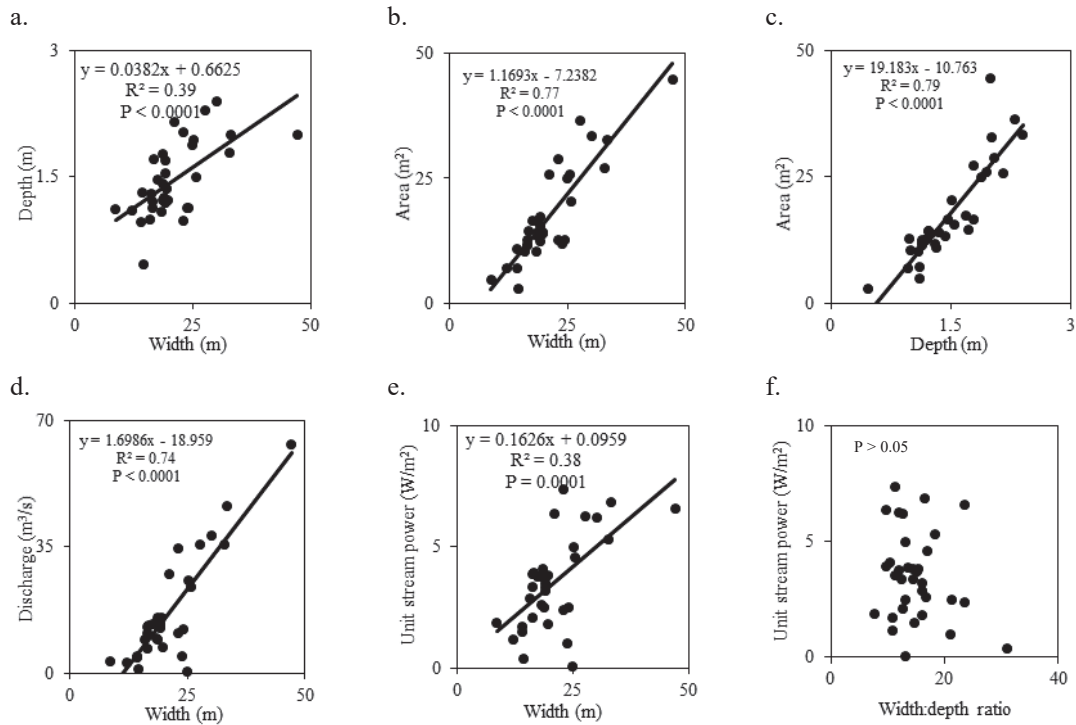 a.
3
y = 0.0382x + 0.6625
R² = 0.39
P < 0.0001
Depth (m)
1.5
0
0
25
50
Width (m)
b.
50
y = 1.1693x - 7.2382
R² = 0.77
P < 0.0001
Area (m²)
25
0
0
25
50
Width (m)
c.
50
y = 19.183x - 10.763
R² = 0.79
P < 0.0001
Area (m²)
25
0
0
1.5
3
Depth (m)
d.
70
y = 1.6986x - 18.959
R² = 0.74
P < 0.0001
Discharge (m³/s)
35
0
0
25
50
Width (m)
e.
10
y = 0.1626x + 0.0959
R² = 0.38
P = 0.0001
Unit stream power (W/m²)
5
0
0
25
50
Width (m)
f.
10
P > 0.05
Unit stream power (W/m²)
5
0
0
20
40
Width:depth ratio